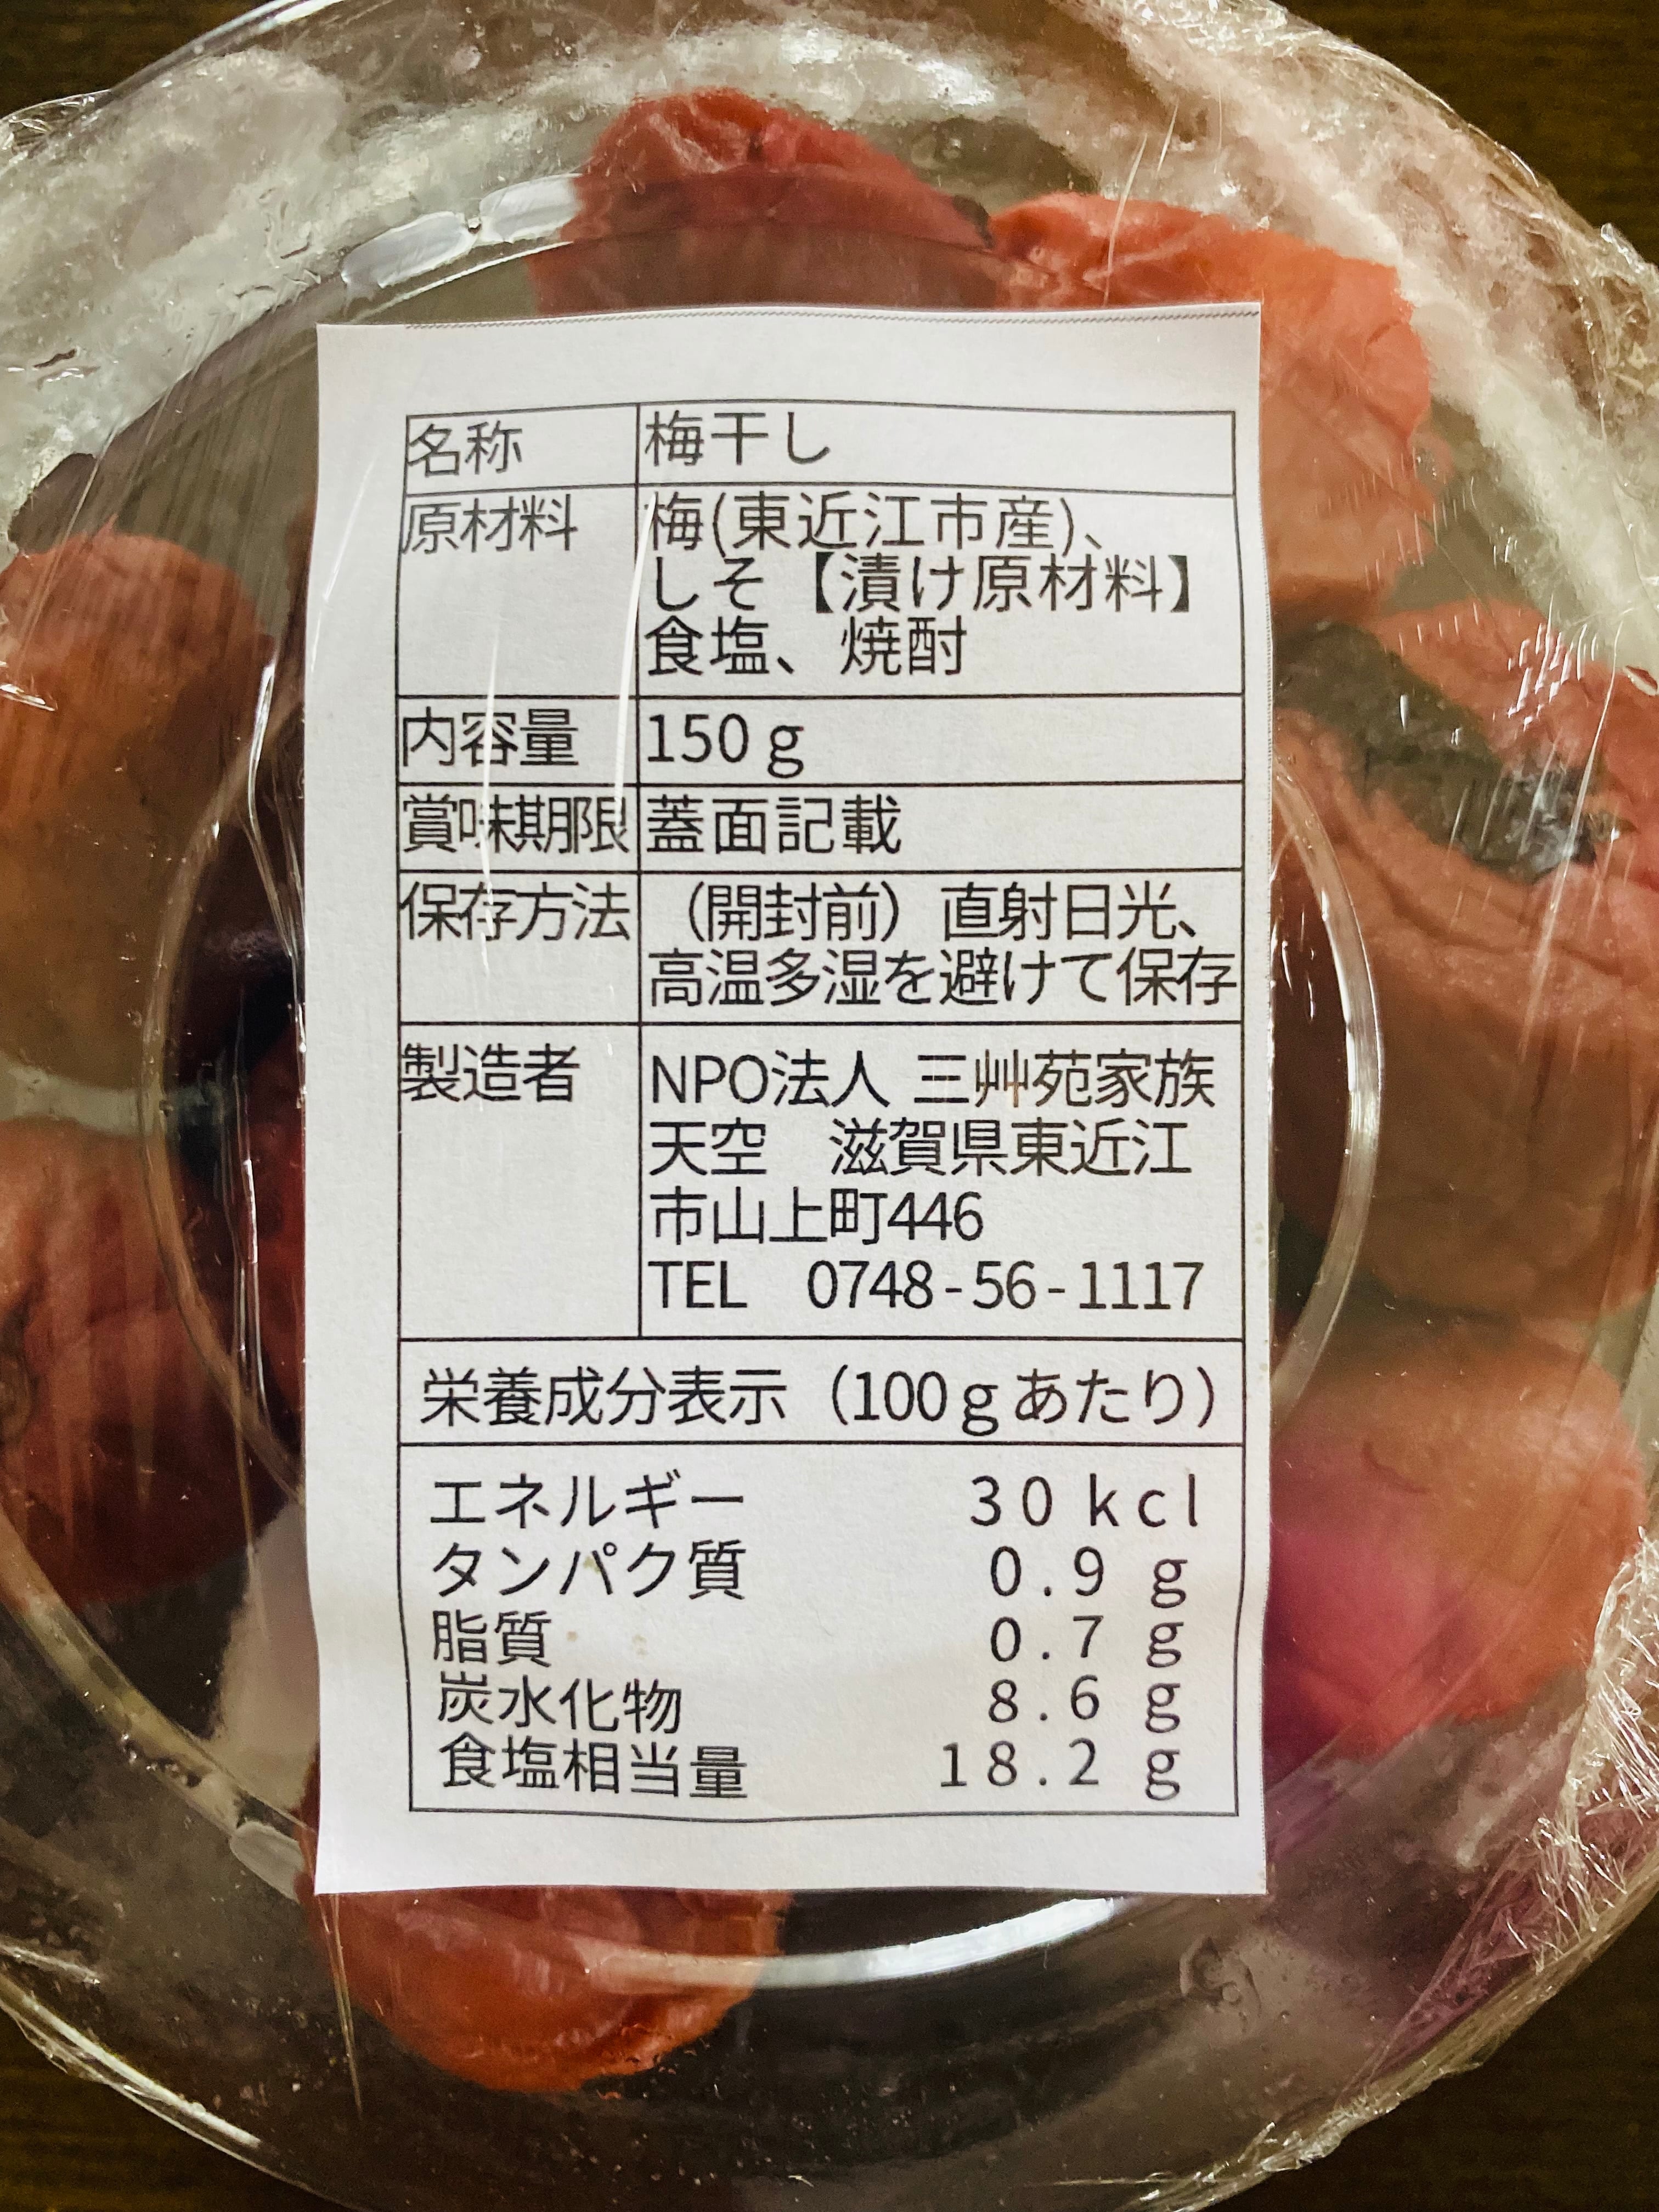 名称 梅干し
原材料 梅(東近江市産)、
しそ【漬け原材料】
食塩、焼酎
内容量 150g
賞味期限 蓋面記載
保存方法 (開封前)直射日光、
高温多湿を避けて保存
製造者 NPO法人 三艸苑家族
天空 滋賀県東近江
市山上町446
TEL 0748-56-1117
栄養成分表示(100gあたり)
エネルギー 30kcl
タンパク質 0.9 g
脂質 0.7 g
炭水化物 8.6 g
食塩相当量 18.2 g